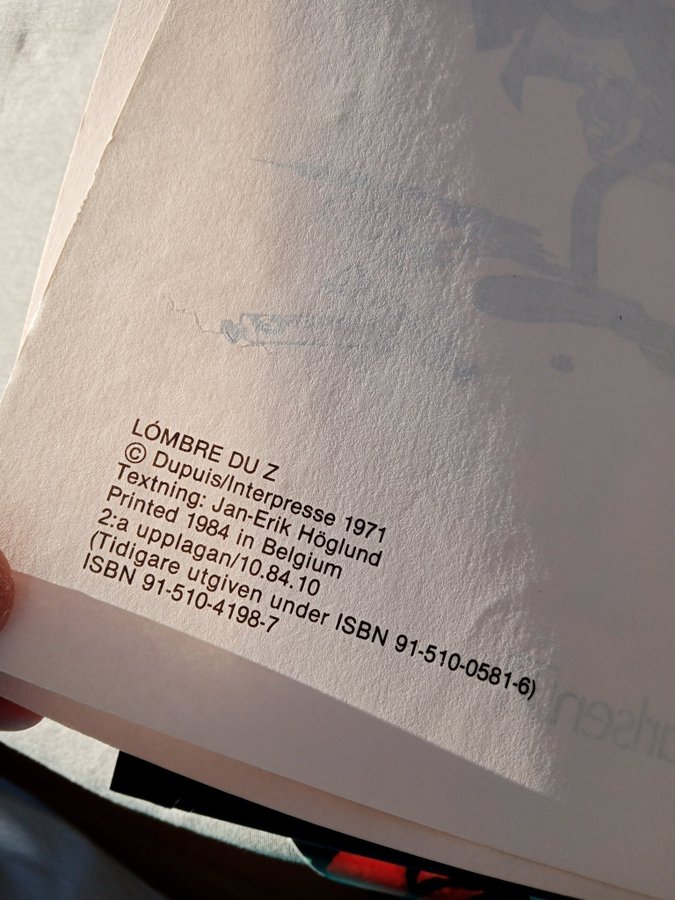 LÓMBRE DU Z
© Dupuis/Interpresse 1971
Textning: Jan-Erik Höglund
Printed 1984 in Belgium
2:a upplagan/10.84.10
(Tidigare utgiven under ISBN 91-510-0581-6)
ISBN 91-510-4198-7